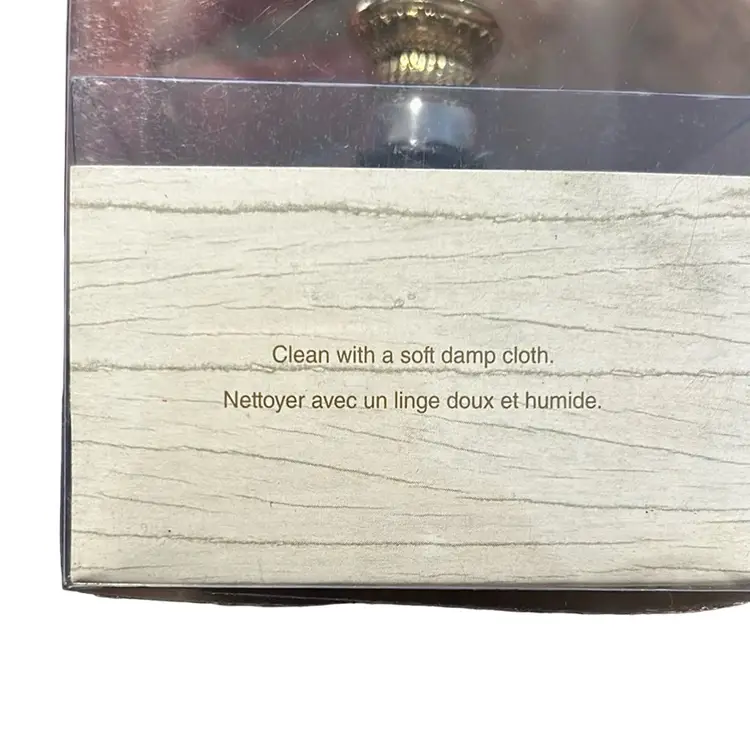 Clean with a soft damp cloth.
Nettoyer avec un linge doux et humide.